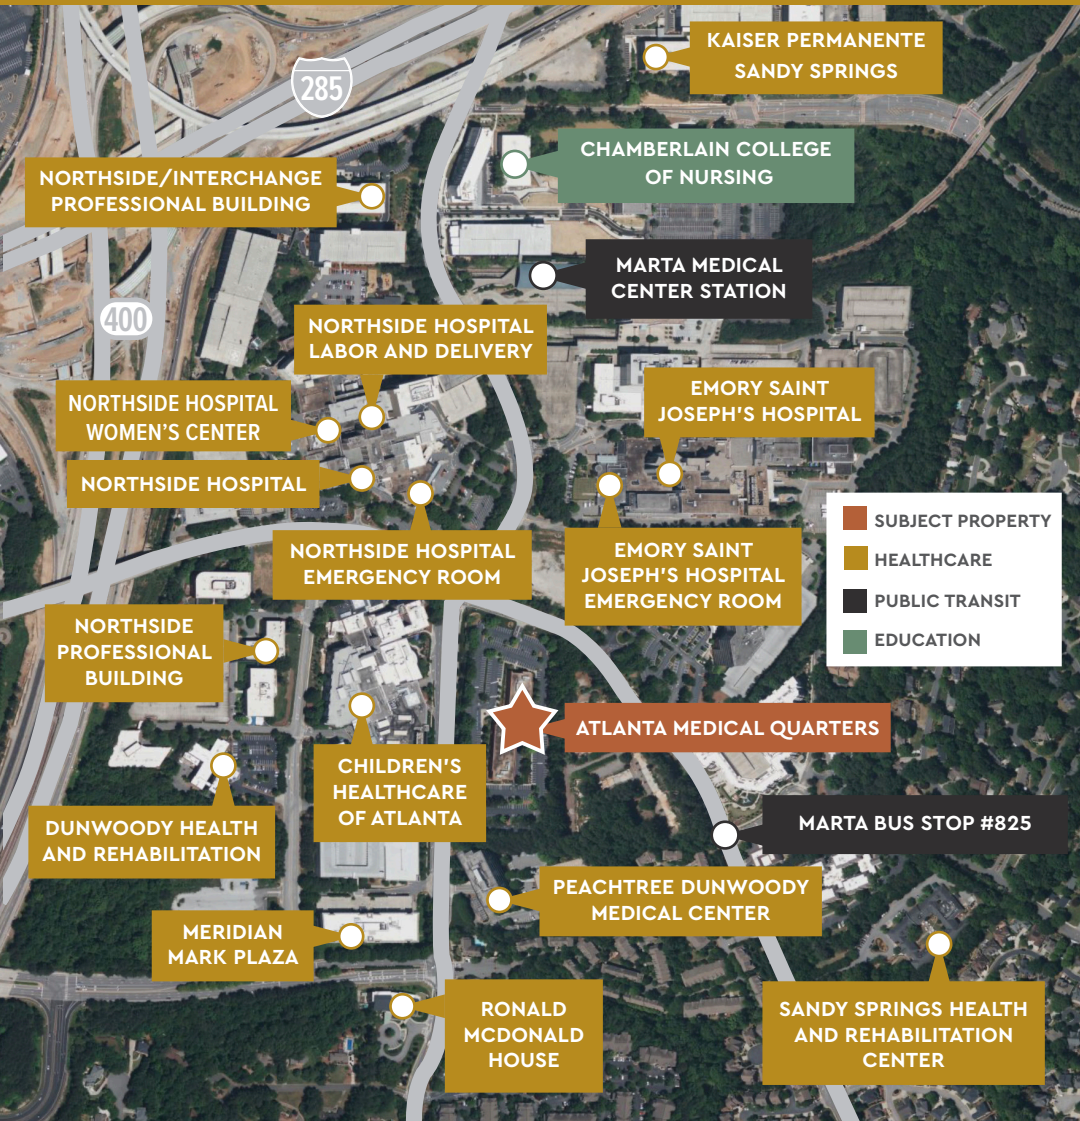 KAISER PERMANENTE
SANDY SPRINGS
285
CHAMBERLAIN COLLEGE
OF NURSING
NORTHSIDE/INTERCHANGE
PROFESSIONAL BUILDING
MARTA MEDICAL
CENTER STATION
400
NORTHSIDE HOSPITAL
LABOR AND DELIVERY
NORTHSIDE HOSPITAL
WOMEN'S CENTER
EMORY SAINT
JOSEPH'S HOSPITAL
NORTHSIDE HOSPITAL
NORTHSIDE HOSPITAL
EMERGENCY ROOM
EMORY SAINT
JOSEPH'S HOSPITAL
EMERGENCY ROOM
SUBJECT PROPERTY
HEALTHCARE
PUBLIC TRANSIT
EDUCATION
NORTHSIDE
PROFESSIONAL
BUILDING
ATLANTA MEDICAL QUARTERS
CHILDREN'S
HEALTHCARE
OF ATLANTA
DUNWOODY HEALTH
AND REHABILITATION
MARTA BUS STOP #825
PEACHTREE DUNWOODY
MEDICAL CENTER
MERIDIAN
MARK PLAZA
RONALD
MCDONALD
HOUSE
SANDY SPRINGS HEALTH
AND REHABILITATION
CENTER